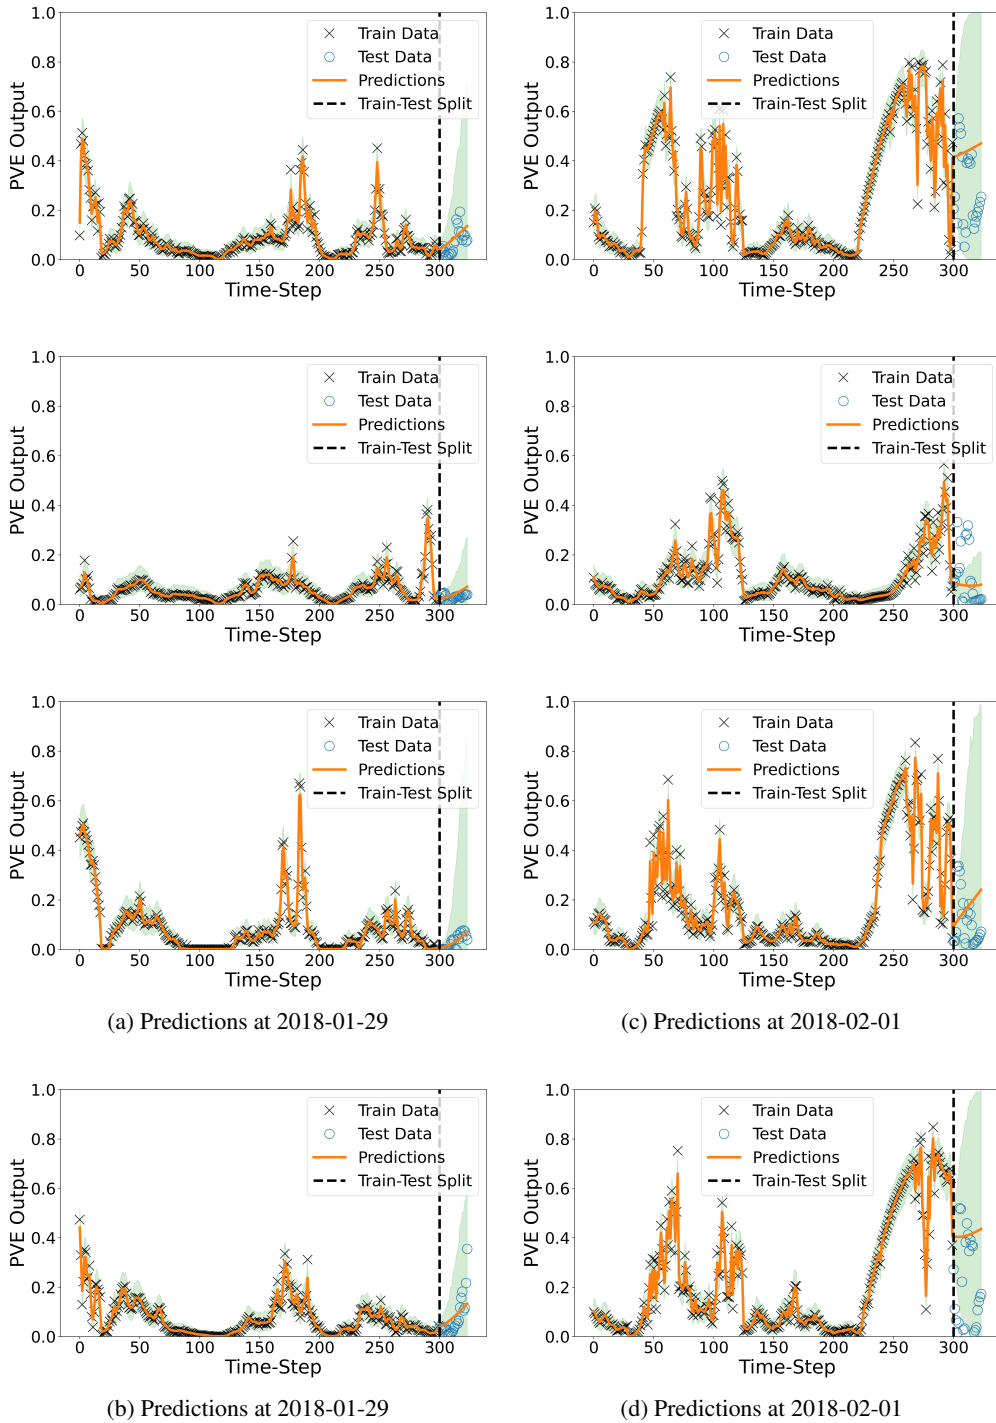 PVE Output
1.0
0.8
0.6
0.4
0.2
0.0
0 50 100 150 200 250 300
Time-Step
Train Data
Test Data
Predictions
Train-Test Split
PVE Output
1.0
0.8
0.6
0.4
0.2
0.0
0 50 100 150 200 250 300
Time-Step
Train Data
Test Data
Predictions
Train-Test Split
PVE Output
1.0
0.8
0.6
0.4
0.2
0.0
0 50 100 150 200 250 300
Time-Step
Train Data
Test Data
Predictions
Train-Test Split
PVE Output
1.0
0.8
0.6
0.4
0.2
0.0
0 50 100 150 200 250 300
Time-Step
Train Data
Test Data
Predictions
Train-Test Split
PVE Output
1.0
0.8
0.6
0.4
0.2
0.0
0 50 100 150 200 250 300
Time-Step
Train Data
Test Data
Predictions
Train-Test Split
(a) Predictions at 2018-01-29
PVE Output
1.0
0.8
0.6
0.4
0.2
0.0
0 50 100 150 200 250 300
Time-Step
Train Data
Test Data
Predictions
Train-Test Split
(c) Predictions at 2018-02-01
PVE Output
1.0
0.8
0.6
0.4
0.2
0.0
0 50 100 150 200 250 300
Time-Step
Train Data
Test Data
Predictions
Train-Test Split
(b) Predictions at 2018-01-29
PVE Output
1.0
0.8
0.6
0.4
0.2
0.0
0 50 100 150 200 250 300
Time-Step
Train Data
Test Data
Predictions
Train-Test Split
(d) Predictions at 2018-02-01